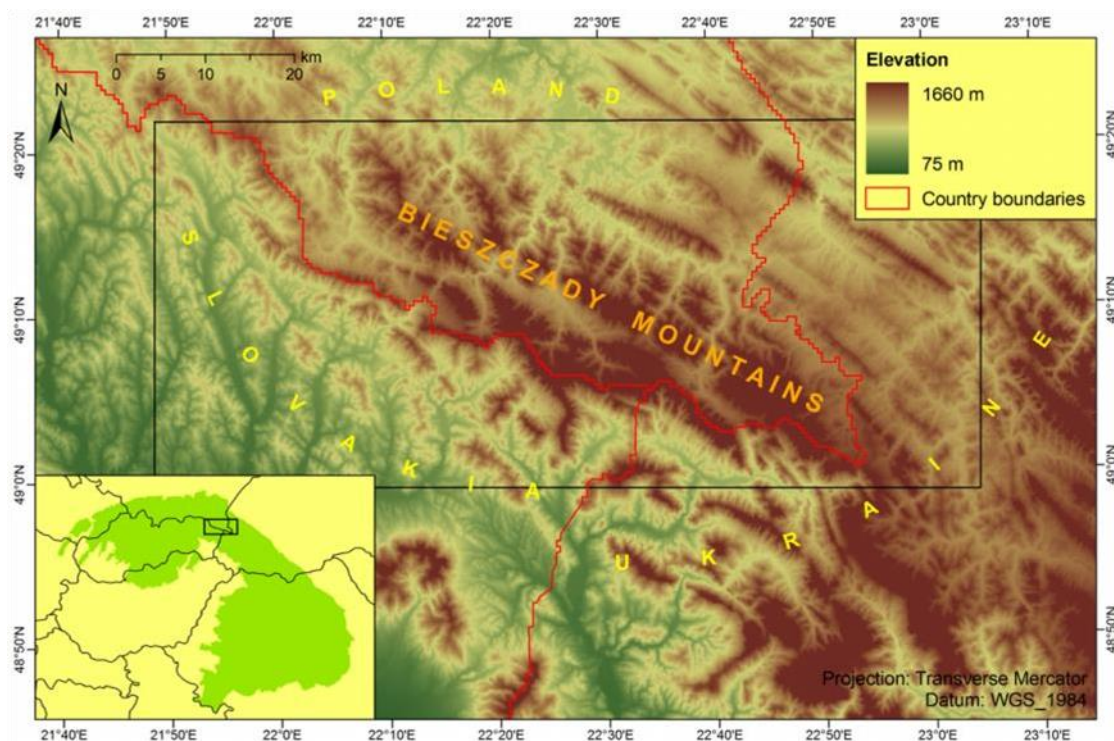 21°40'E 21°50'E 22°0'E 22°10'E 22°20'E 22°30'E 22°40'E 22°50'E 23°0'E 23°10'E
0 5 10 20
km
N
POLAND
Elevation
1660 m
75 m
Country boundaries
49°20'N 49°20'N
BIESZCZADY MOUNTAINS
SLOVAKIA
49°10'N 49°10'N
UKRAINE
49°0'N 49°0'N
48°50'N 48°50'N
Projection: Transverse Mercator
Datum: WGS_1984
21°40'E 21°50'E 22°0'E 22°10'E 22°20'E 22°30'E 22°40'E 22°50'E 23°0'E 23°10'E